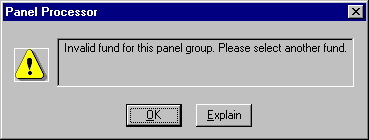 Panel Processor
Invalid fund for this panel group. Please select another fund.
OK
Explain